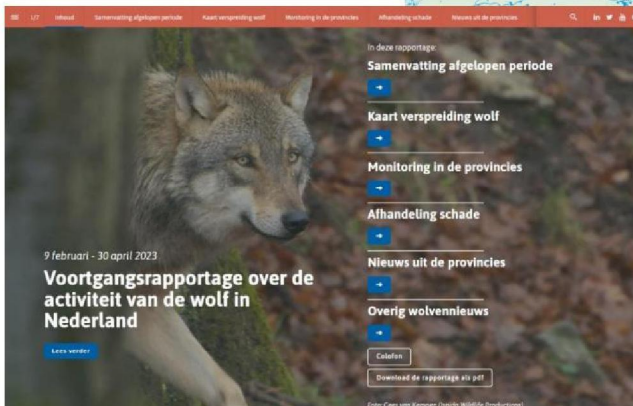 1/7 Inhoud Samenvatting afgelopen periode Kaart verspreiding wolf Monitoring in de provincies Afhandeling schade Nieuws uit de provincies
In deze rapportage:
Samenvatting afgelopen periode
Kaart verspreiding wolf
Monitoring in de provincies
Afhandeling schade
Nieuws uit de provincies
Overig wolvennieuws
Colofon
Download de rapportage als pdf
9 februari - 30 april 2023
Voortgangsrapportage over de
activiteit van de wolf in
Nederland
Lees verder